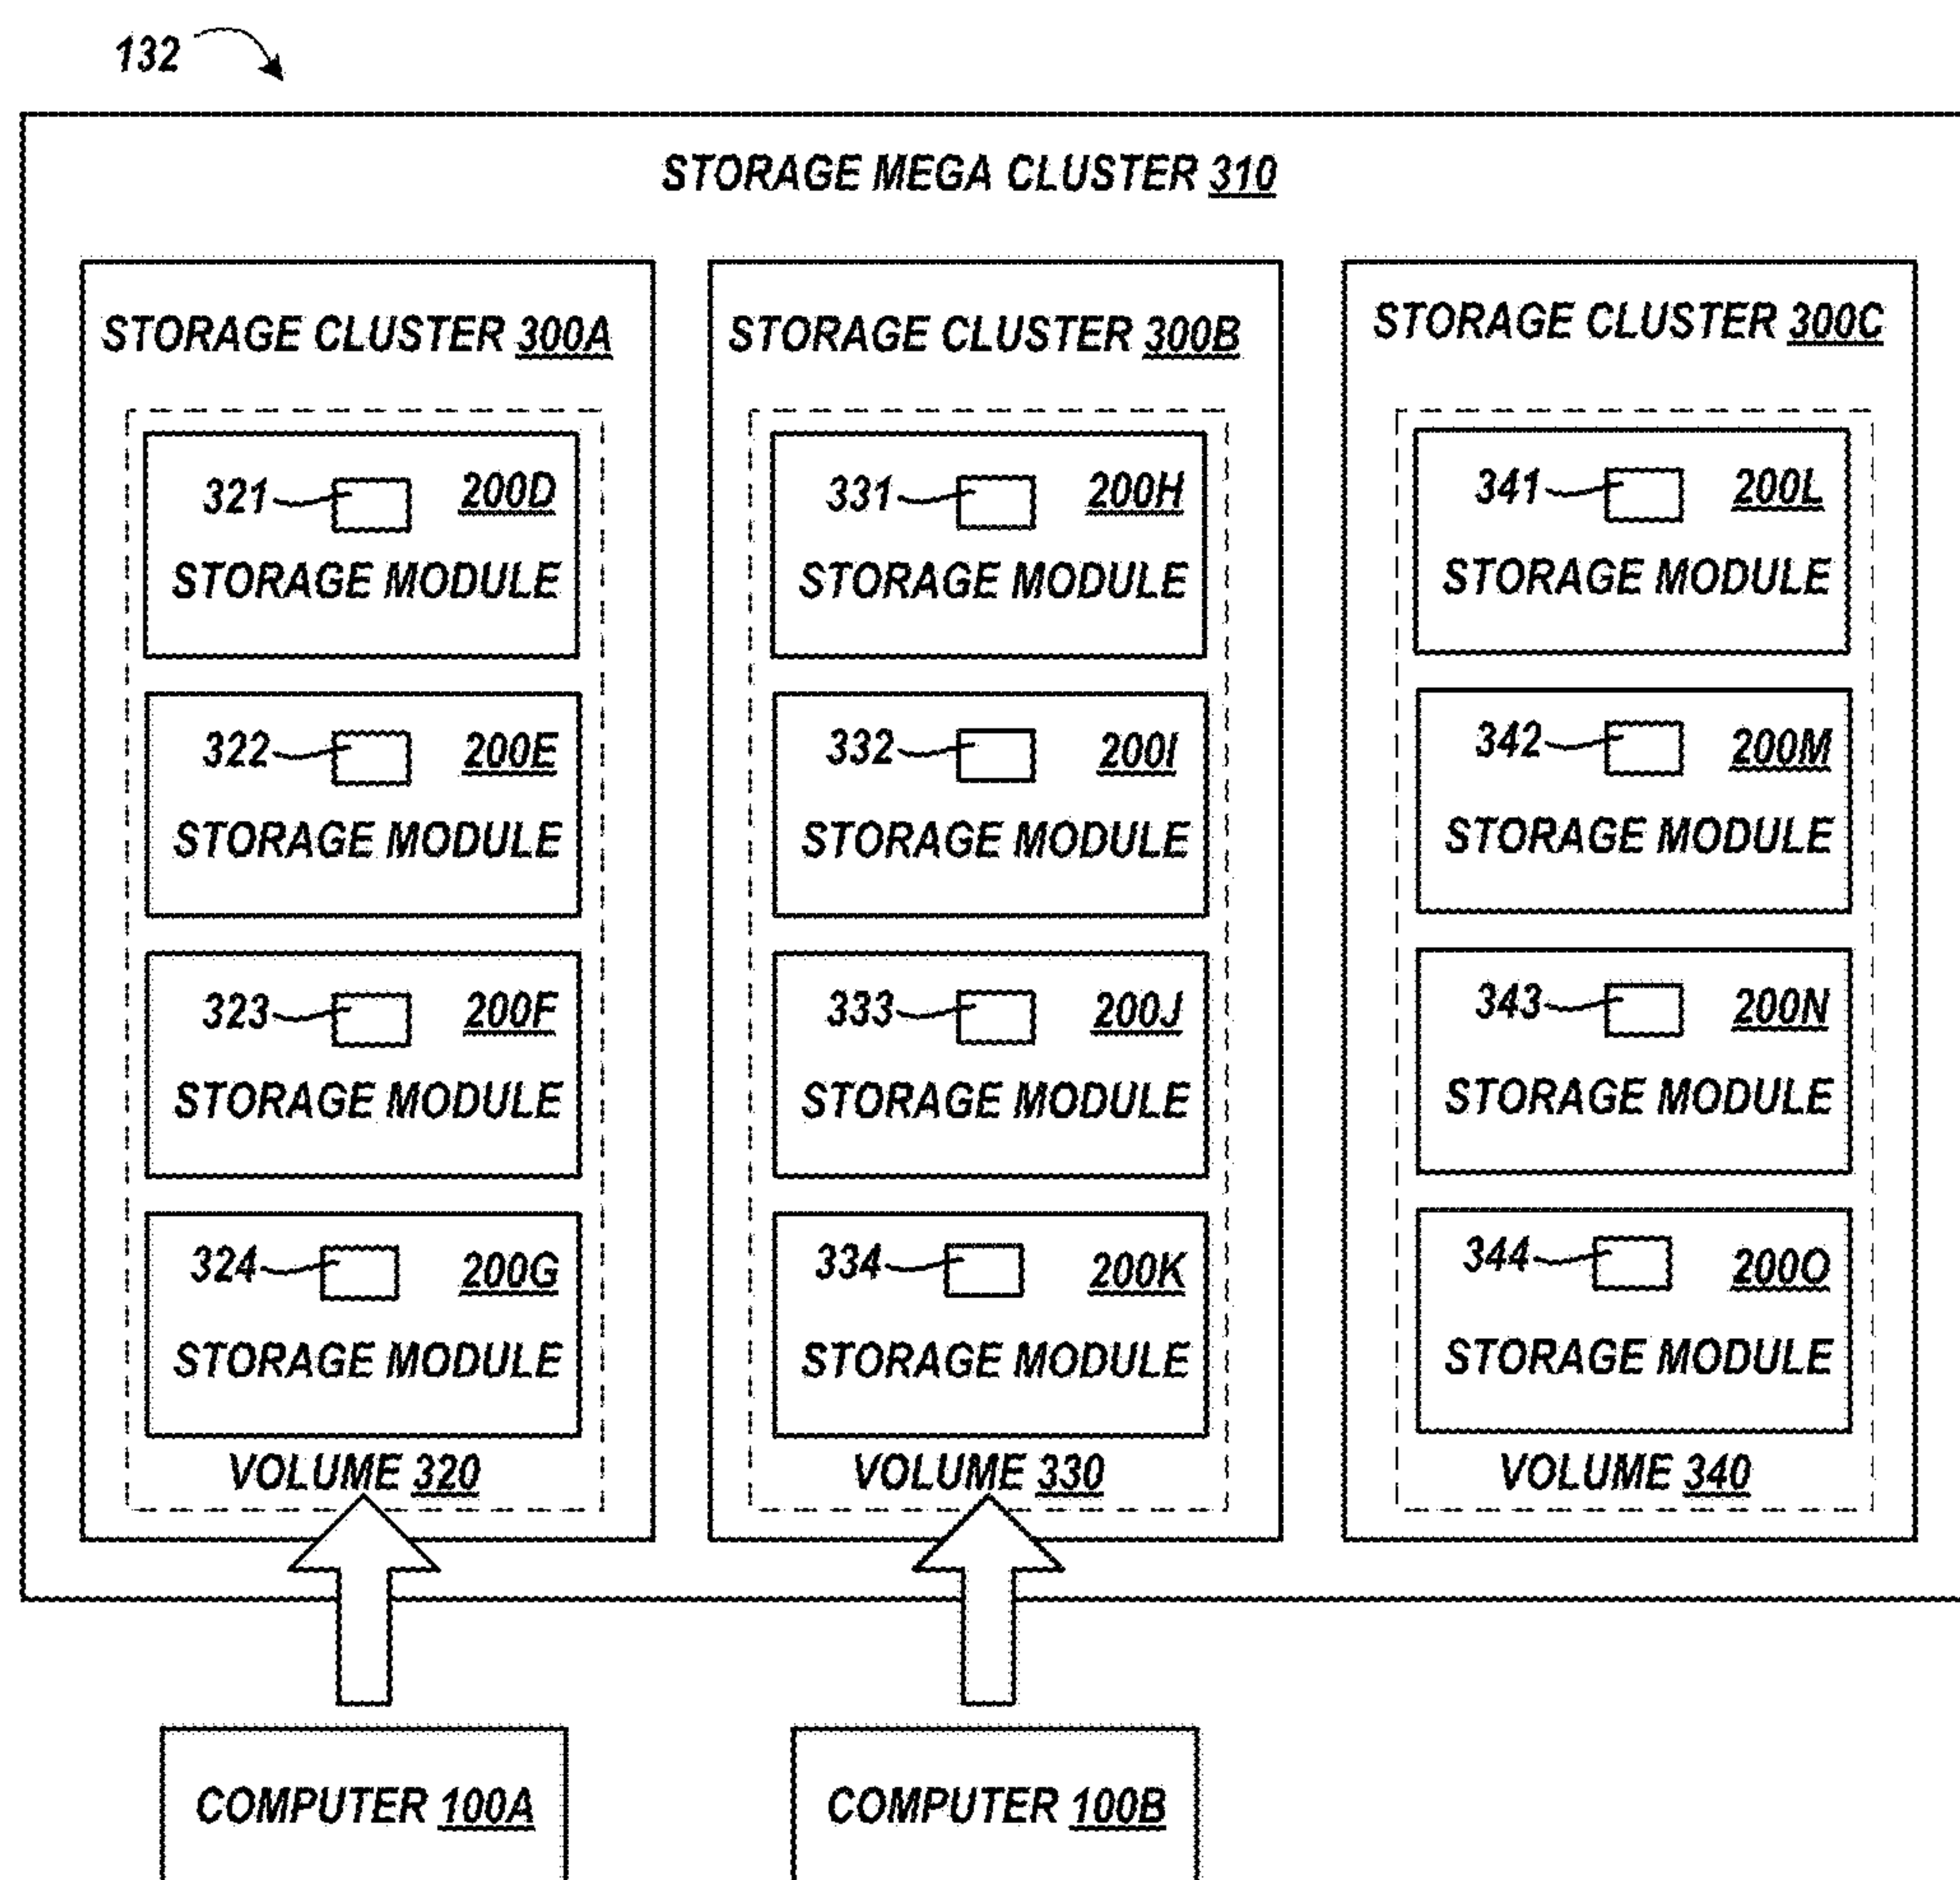 132
STORAGE MEGA CLUSTER 310
STORAGE CLUSTER 300A
321 200D
STORAGE MODULE
322 200E
STORAGE MODULE
323 200F
STORAGE MODULE
324 200G
STORAGE MODULE
VOLUME 320
STORAGE CLUSTER 300B
331 200H
STORAGE MODULE
332 200I
STORAGE MODULE
333 200J
STORAGE MODULE
334 200K
STORAGE MODULE
VOLUME 330
STORAGE CLUSTER 300C
341 200L
STORAGE MODULE
342 200M
STORAGE MODULE
343 200N
STORAGE MODULE
344 200O
STORAGE MODULE
VOLUME 340
COMPUTER 100A
COMPUTER 100B